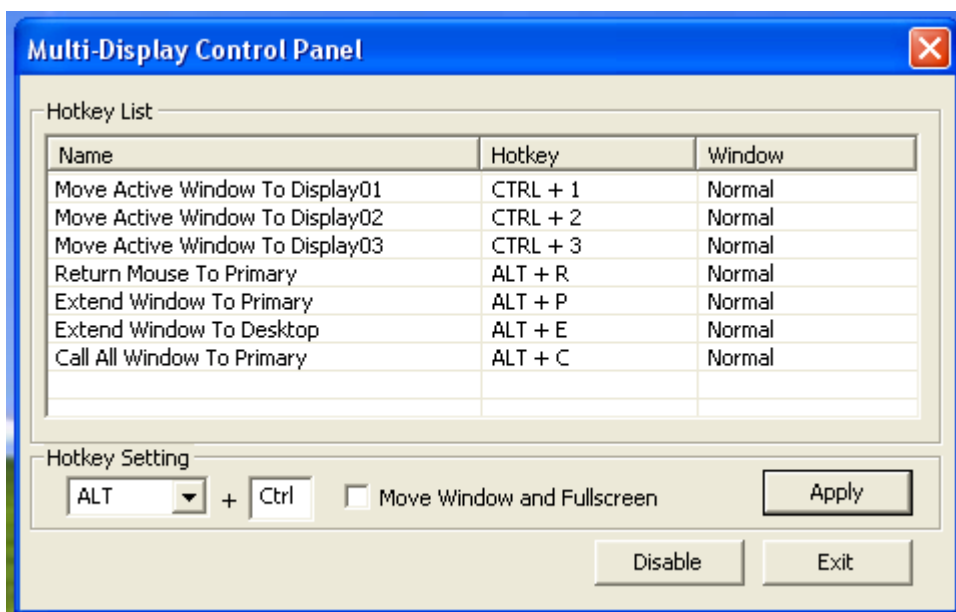 Multi-Display Control Panel
Hotkey List
Name Hotkey Window
Move Active Window To Display01 CTRL + 1 Normal
Move Active Window To Display02 CTRL + 2 Normal
Move Active Window To Display03 CTRL + 3 Normal
Return Mouse To Primary ALT + R Normal
Extend Window To Primary ALT + P Normal
Extend Window To Desktop ALT + E Normal
Call All Window To Primary ALT + C Normal
Hotkey Setting
ALT + Ctrl Move Window and Fullscreen Apply
Disable Exit